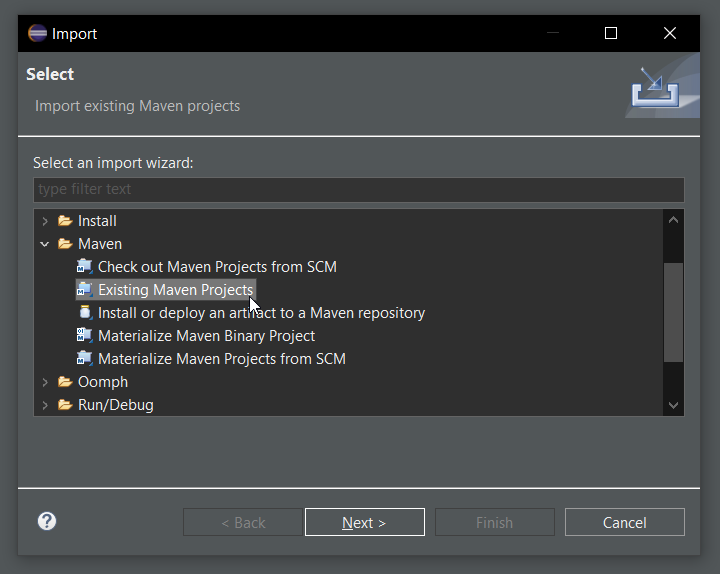 Import
Select
Import existing Maven projects
Select an import wizard:
type filter text
Install
Maven
Check out Maven Projects from SCM
Existing Maven Projects
Install or deploy an artifact to a Maven repository
Materialize Maven Binary Project
Materialize Maven Projects from SCM
Oomph
Run/Debug
?
< Back
Next >
Finish
Cancel